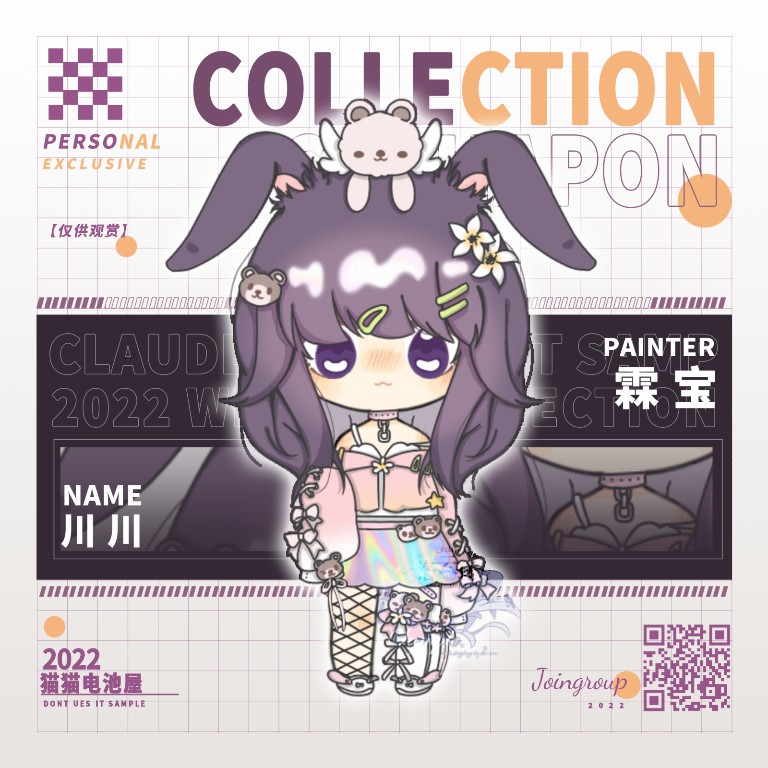 COLLECTION
PERSONAL
EXCLUSIVE
【仅供观赏】
PAINTER
霖宝
NAME
川川
2022
猫猫电池屋
DONT UES IT SAMPLE
Joingroup
2022